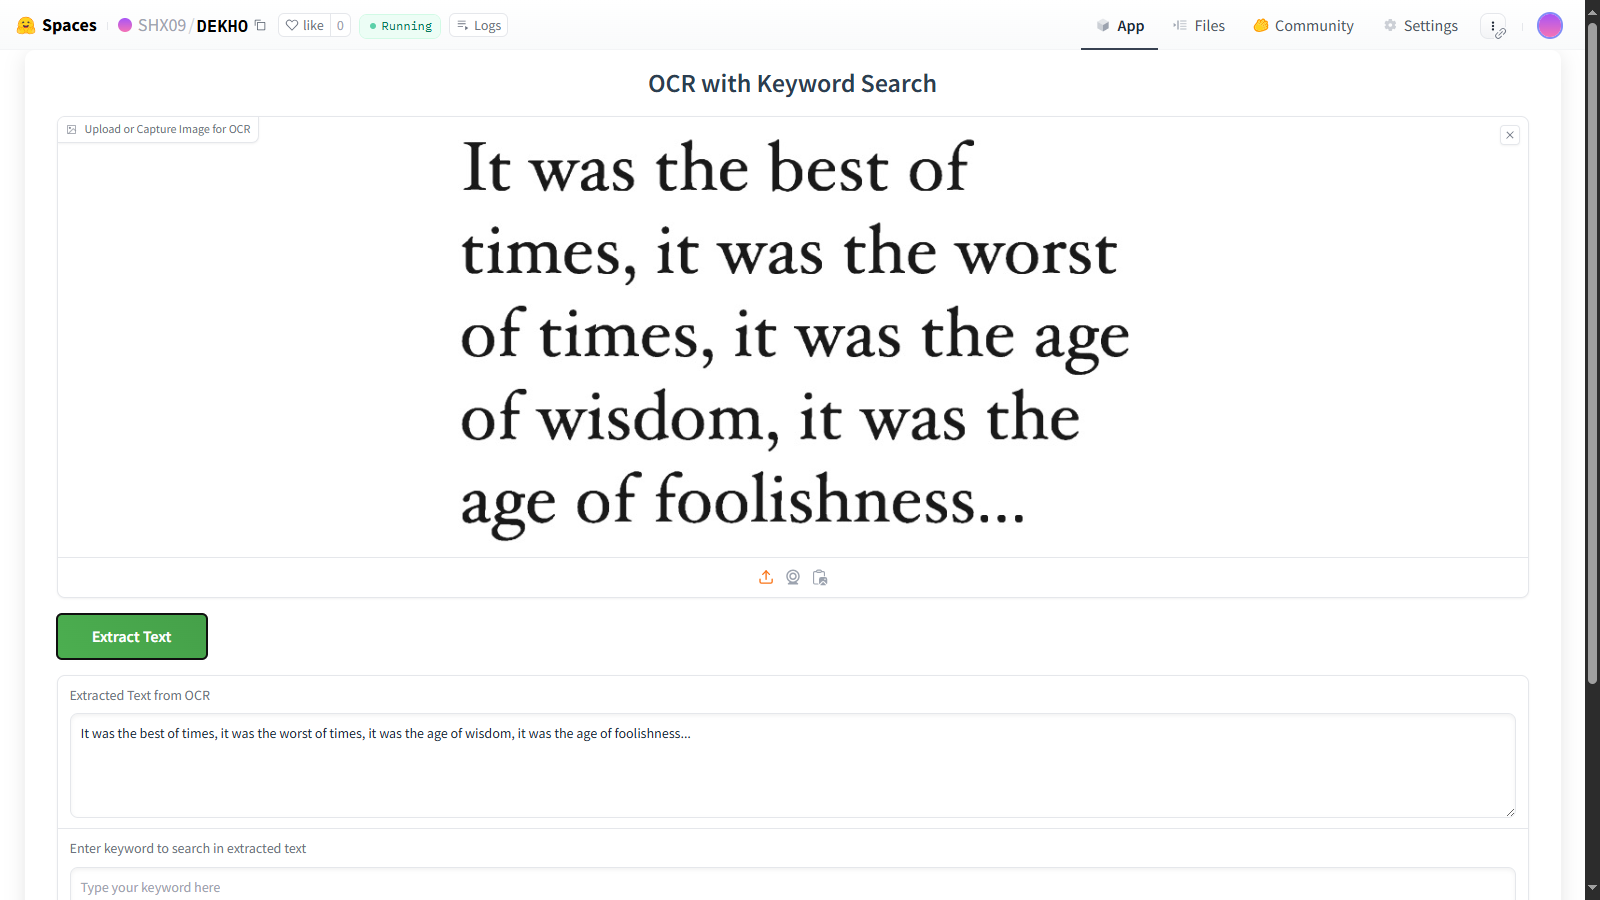 Spaces
SHX09/DEKHO
like 0
Running
Logs
App
Files
Community
Settings
OCR with Keyword Search
Upload or Capture Image for OCR
It was the best of
times, it was the worst
of times, it was the age
of wisdom, it was the
age of foolishness...
Extract Text
Extracted Text from OCR
It was the best of times, it was the worst of times, it was the age of wisdom, it was the age of foolishness...
Enter keyword to search in extracted text
Type your keyword here